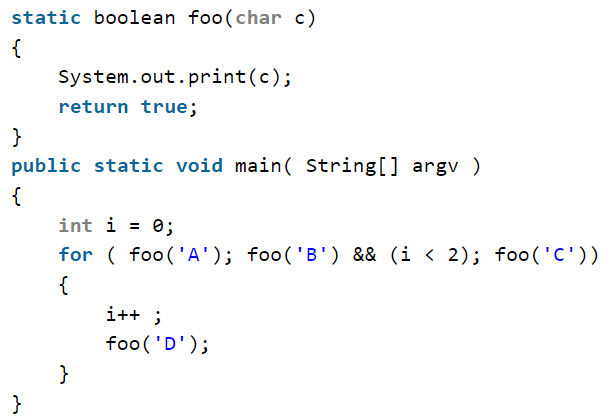 static boolean foo(char c)
{
    System.out.print(c);
    return true;
}
public static void main( String[] argv )
{
    int i = 0;
    for ( foo('A'); foo('B') && (i < 2); foo('C'))
    {
        i++ ;
        foo('D');
    }
}